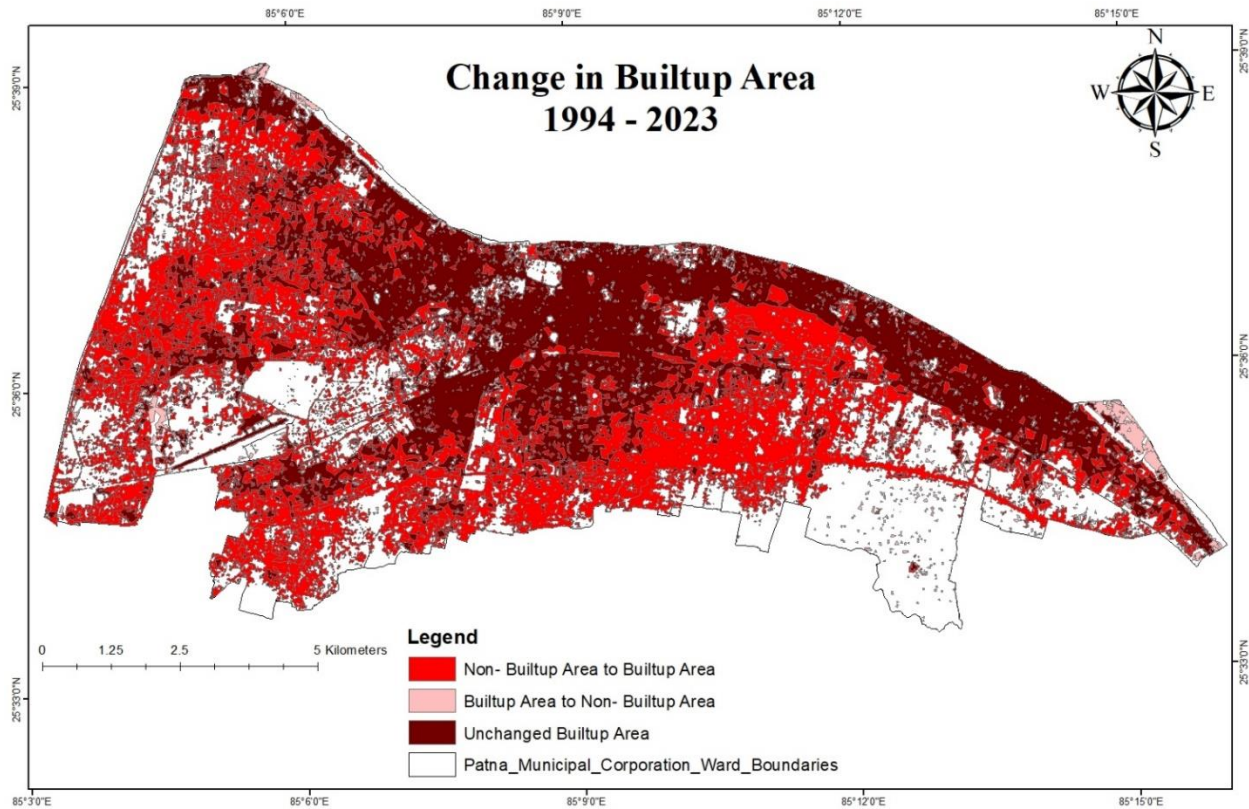 85°6'0"E 85°9'0"E 85°12'0"E 85°15'0"E
25°39'0"N
25°39'0"N
Change in Builtup Area
1994 - 2023
N
W E
S
25°36'0"N
25°36'0"N
0 1.25 2.5 5 Kilometers
Legend
Non- Builtup Area to Builtup Area
Builtup Area to Non- Builtup Area
Unchanged Builtup Area
Patna_Municipal_Corporation_Ward_Boundaries
25°33'0"N
25°33'0"N
85°3'0"E 85°6'0"E 85°9'0"E 85°12'0"E 85°15'0"E